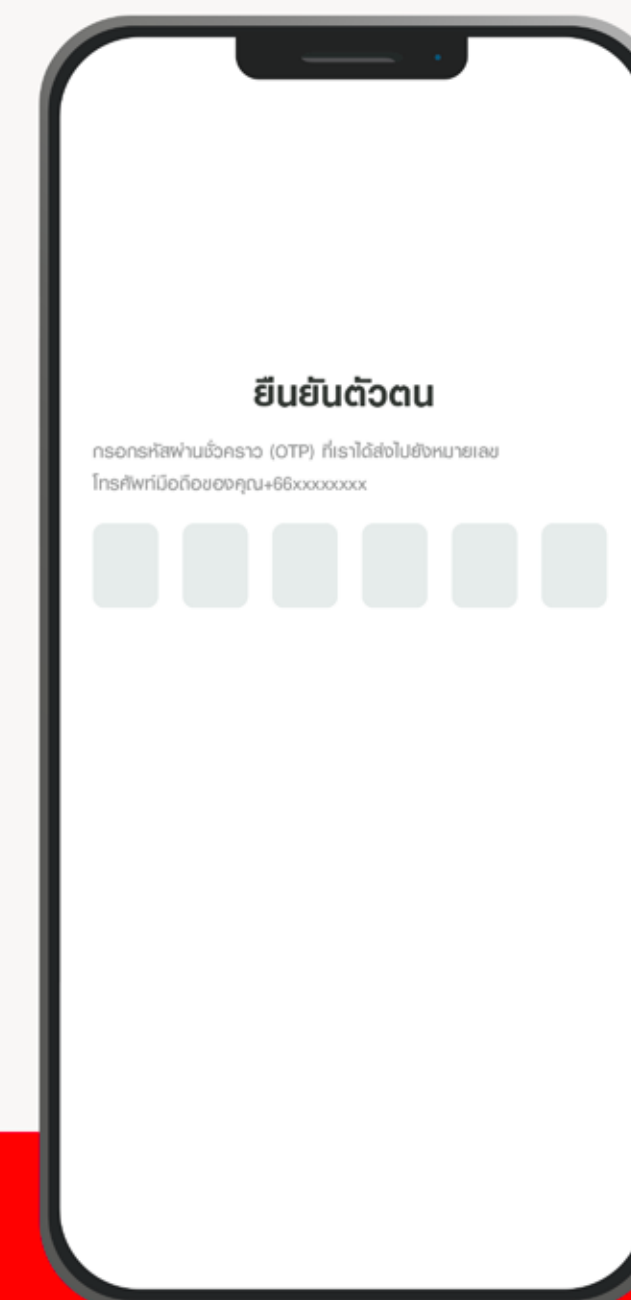 ยืนยันตัวตน
กรอกรหัสผ่านชั่วคราว (OTP) ที่เราได้ส่งไปยังหมายเลข
โทรศัพท์มือถือของคุณ+66xxxxxxxx